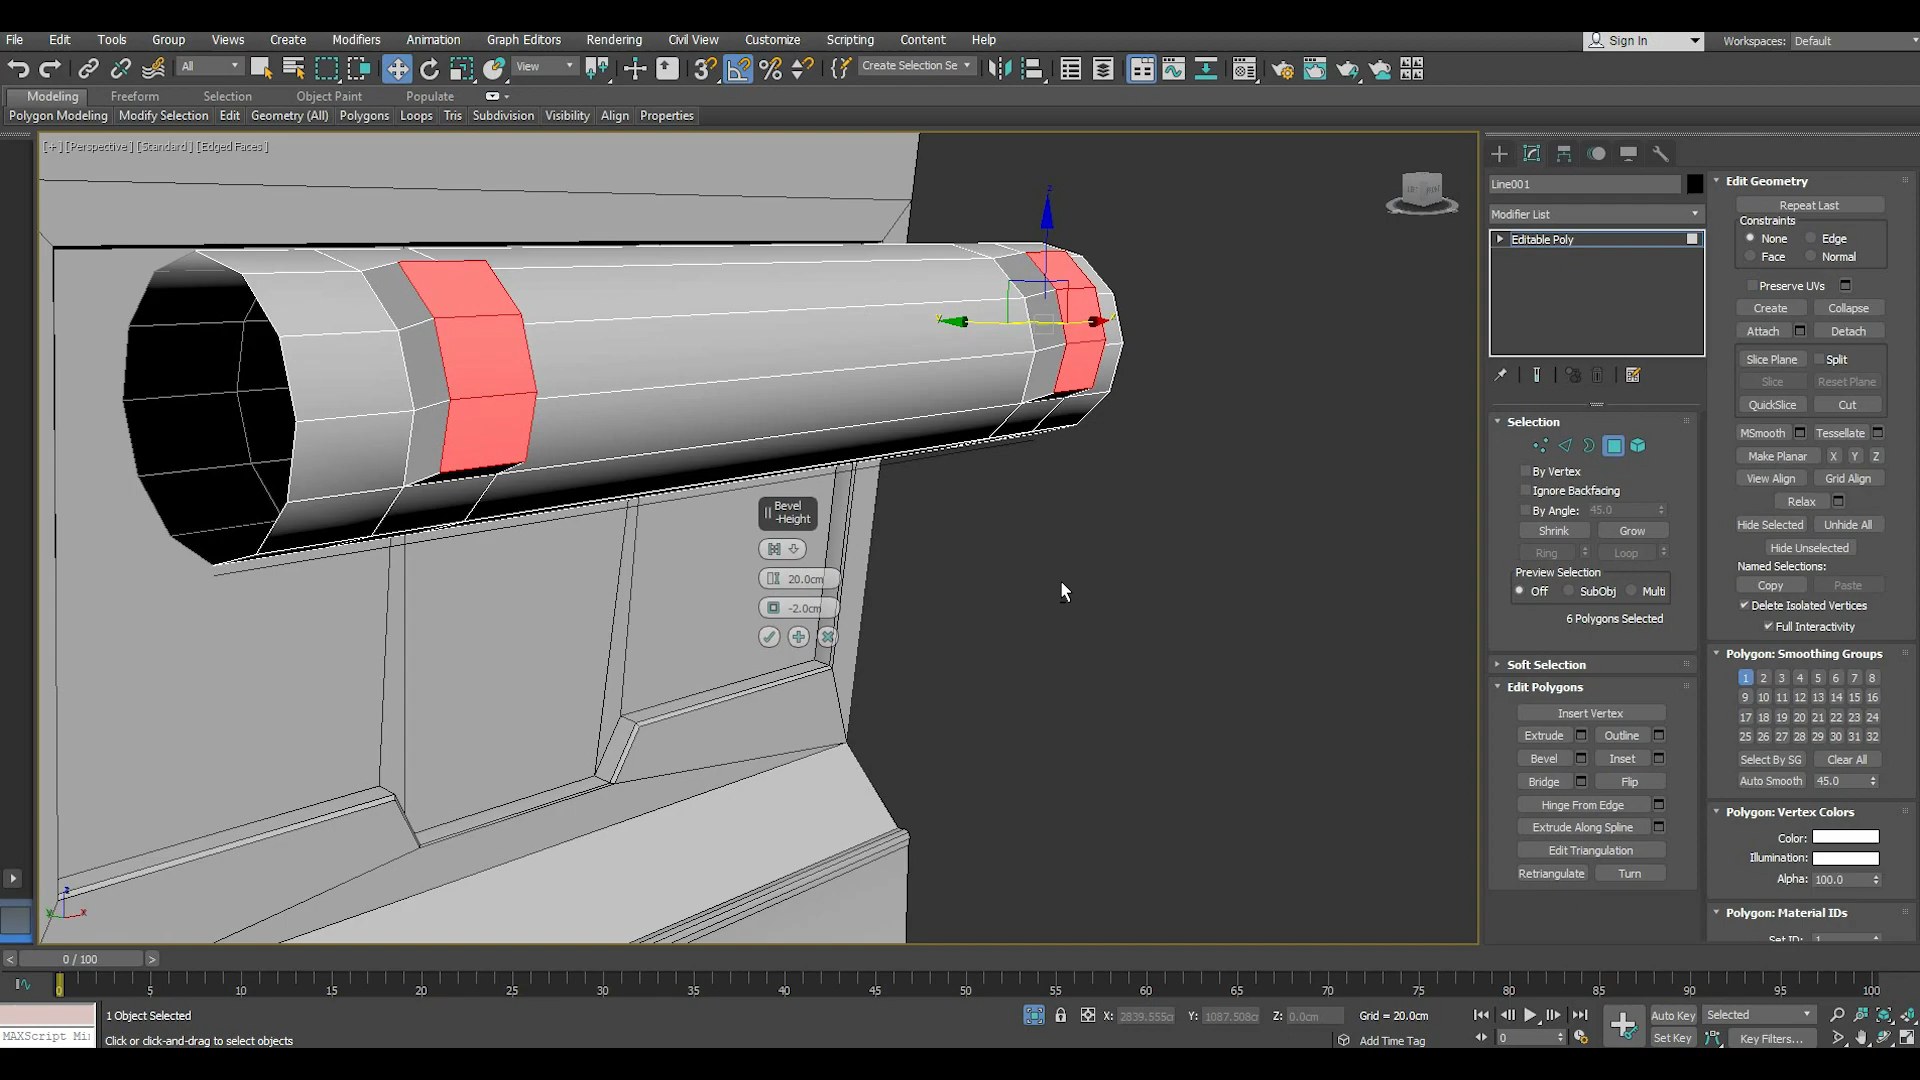 File Edit Tools Group Views Create Modifiers Animation Graph Editors Rendering Civil View Customize Scripting Content Help Sign In Workspaces: Default
All View Create Selection Se
Modeling Freeform Selection Object Paint Populate
Polygon Modeling Modify Selection Edit Geometry (All) Polygons Loops Tris Subdivision Visibility Align Properties
[+] [Perspective] [Standard] [Edged Faces]
Bevel
-Height
20.0cm
-2.0cm
Line001
Modifier List
Editable Poly
Selection
By Vertex
Ignore Backfacing
By Angle: 45.0
Shrink Grow
Ring Loop
Preview Selection
Off SubObj Multi
6 Polygons Selected
Soft Selection
Edit Polygons
Insert Vertex
Extrude Outline
Bevel Inset
Bridge Flip
Hinge From Edge
Extrude Along Spline
Edit Triangulation
Retriangulate Turn
Edit Geometry
Repeat Last
Constraints
None Edge
Face Normal
Preserve UVs
Create Collapse
Attach Detach
Slice Plane Split
Slice Reset Plane
QuickSlice Cut
MSmooth Tessellate
Make Planar X Y Z
View Align Grid Align
Relax
Hide Selected Unhide All
Hide Unselected
Named Selections:
Copy Paste
Delete Isolated Vertices
Full Interactivity
Polygon: Smoothing Groups
1 2 3 4 5 6 7 8
9 10 11 12 13 14 15 16
17 18 19 20 21 22 23 24
25 26 27 28 29 30 31 32
Select By SG Clear All
Auto Smooth 45.0
Polygon: Vertex Colors
Color:
Illumination:
Alpha: 100.0
Polygon: Material IDs
Set ID: 1
z
x
y
< 0 / 100 >
0 5 10 15 20 25 30 35 40 45 50 55 60 65 70 75 80 85 90 95 100
1 Object Selected X: 2839.555c Y: 1087.508c Z: 0.0cm Grid = 20.0cm Auto Key Selected
MAXScript Mi Click or click-and-drag to select objects Add Time Tag 0 Set Key Key Filters...